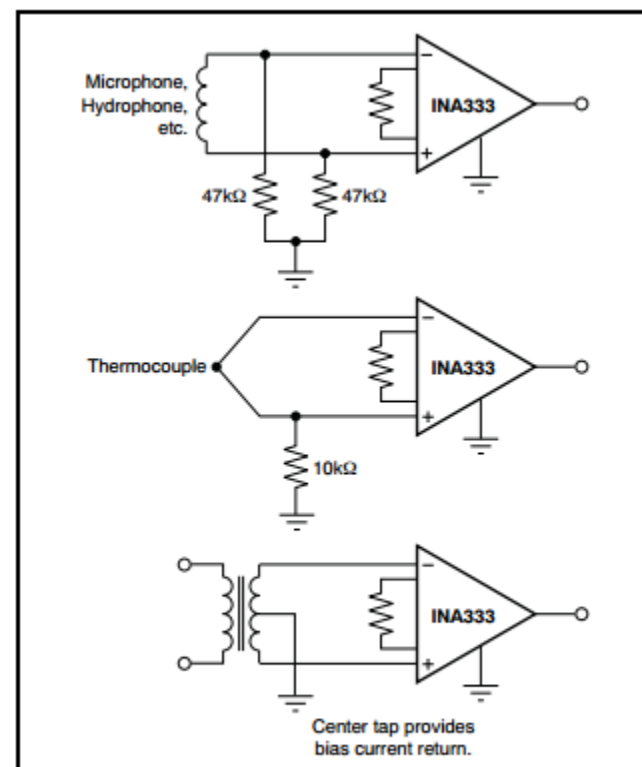 Microphone,
Hydrophone,
etc.
−
INA333
+
47kΩ
47kΩ
−
Thermocouple
INA333
+
10kΩ
−
INA333
+
Center tap provides
bias current return.